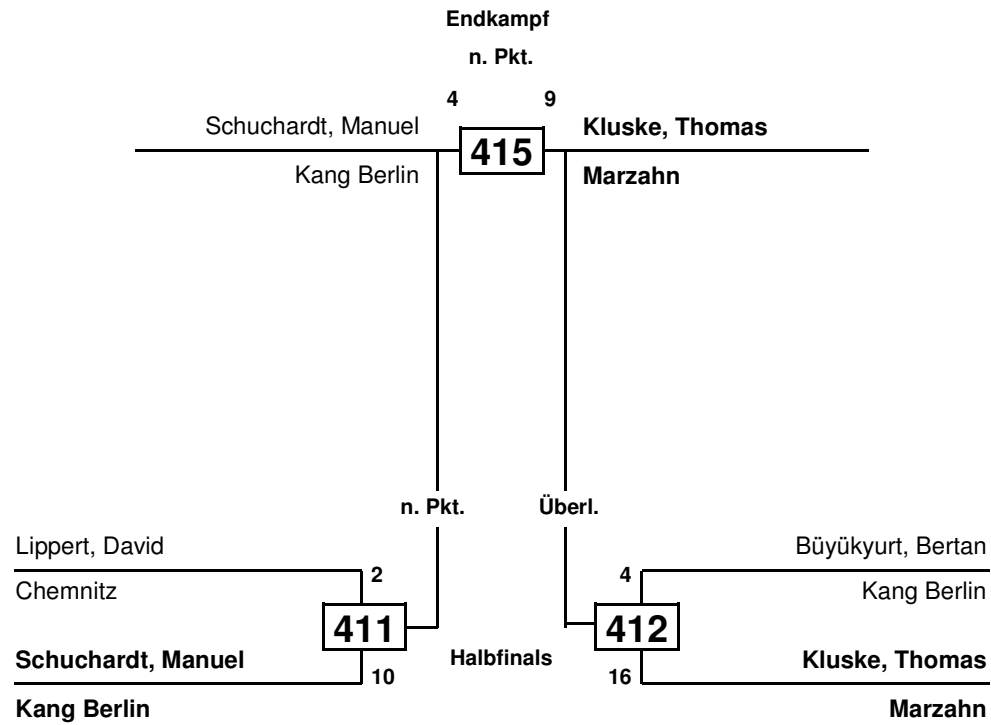 Endkampf
n. Pkt.
4 9
Schuchardt, Manuel Kluske, Thomas
415
Kang Berlin Marzahn
n. Pkt. Überl.
Lippert, David Büyükyurt, Bertan
2 4
Chemnitz Kang Berlin
411 412
Schuchardt, Manuel Halbfinals Kluske, Thomas
10 16
Kang Berlin Marzahn